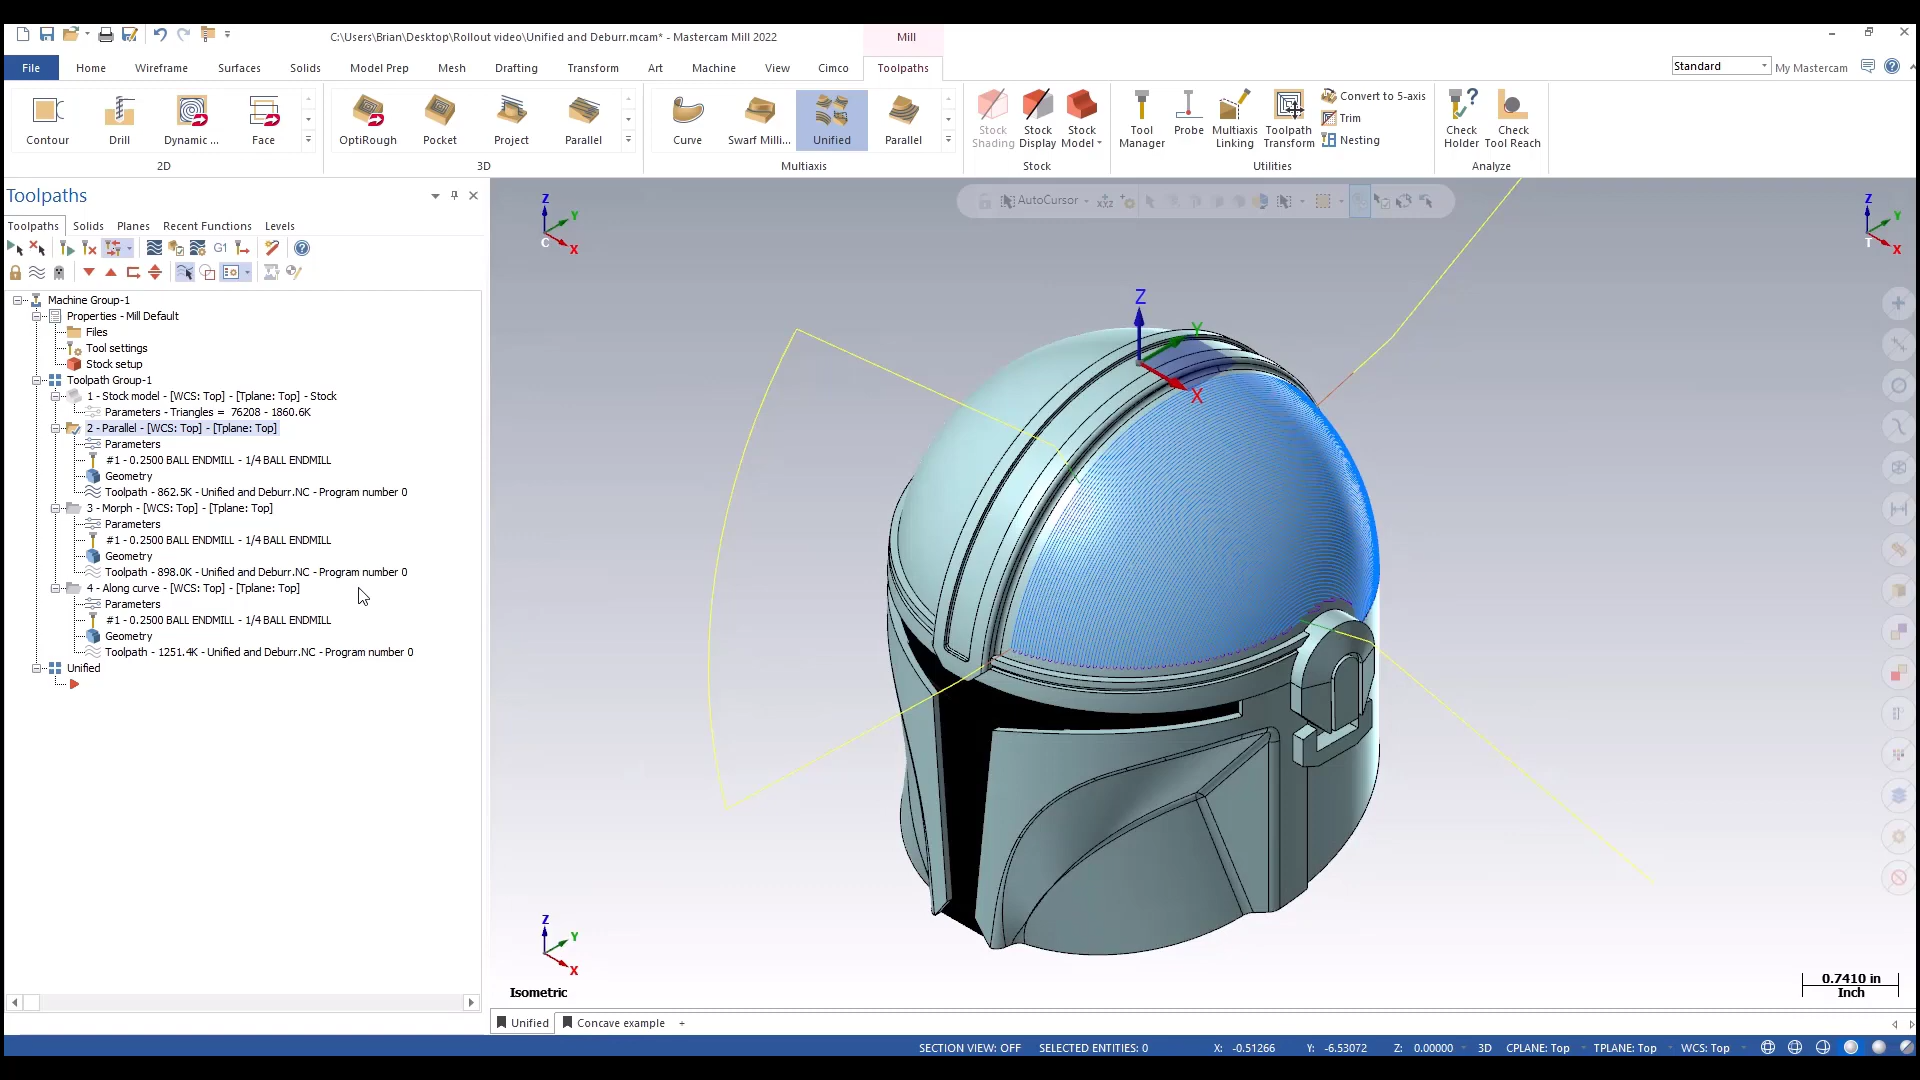 C:\Users\Brian\Desktop\Rollout video\Unified and Deburr.mcam* - Mastercam Mill 2022
Mill
File Home Wireframe Surfaces Solids Model Prep Mesh Drafting Transform Art Machine View Cimco Toolpaths
Standard My Mastercam
Contour Drill Dynamic ... Face
2D
OptiRough Pocket Project Parallel
3D
Curve Swarf Milli... Unified Parallel
Multiaxis
Stock Shading Stock Display Stock Model
Stock
Tool Manager Probe Multiaxis Linking Toolpath Transform
Convert to 5-axis
Trim
Nesting
Utilities
Check Holder Check Tool Reach
Analyze
Toolpaths
Toolpaths Solids Planes Recent Functions Levels
G1
Machine Group-1
Properties - Mill Default
Files
Tool settings
Stock setup
Toolpath Group-1
1 - Stock model - [WCS: Top] - [Tplane: Top] - Stock
Parameters - Triangles = 76208 - 1860.6K
2 - Parallel - [WCS: Top] - [Tplane: Top]
Parameters
#1 - 0.2500 BALL ENDMILL - 1/4 BALL ENDMILL
Geometry
Toolpath - 862.5K - Unified and Deburr.NC - Program number 0
3 - Morph - [WCS: Top] - [Tplane: Top]
Parameters
#1 - 0.2500 BALL ENDMILL - 1/4 BALL ENDMILL
Geometry
Toolpath - 898.0K - Unified and Deburr.NC - Program number 0
4 - Along curve - [WCS: Top] - [Tplane: Top]
Parameters
#1 - 0.2500 BALL ENDMILL - 1/4 BALL ENDMILL
Geometry
Toolpath - 1251.4K - Unified and Deburr.NC - Program number 0
Unified
AutoCursor
Z
Y
X
C
Z
Y
X
T
Z
Y
X
Z
Y
X
Isometric
0.7410 in
Inch
Unified Concave example +
SECTION VIEW: OFF SELECTED ENTITIES: 0 X: -0.51266 Y: -6.53072 Z: 0.00000 3D CPLANE: Top TPLANE: Top WCS: Top